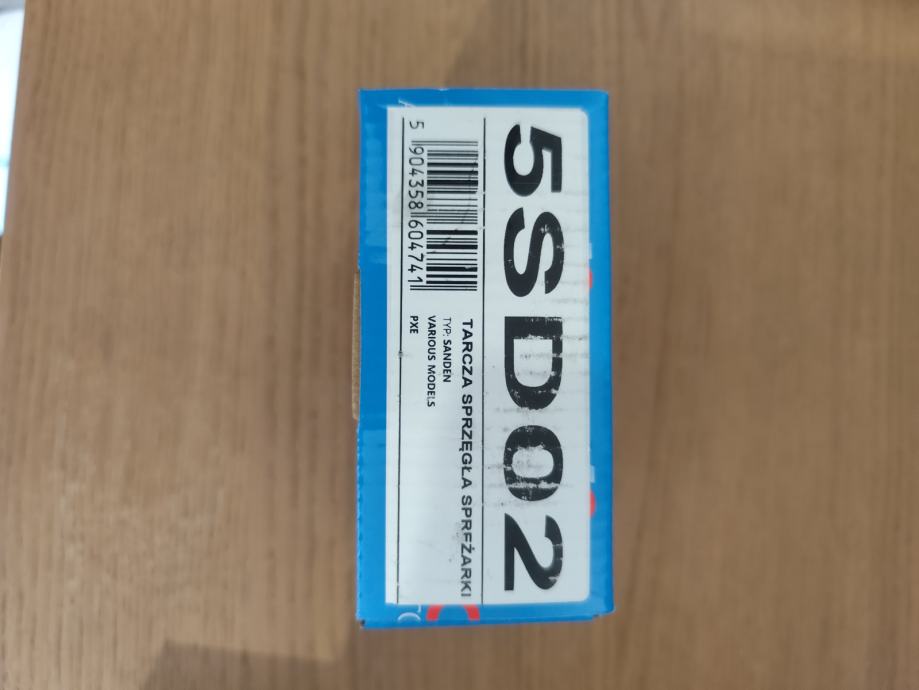 5SD02
TARCZA SPRZĘGŁA SPRĘŻARKI
TYP: SANDEN
VARIOUS MODELS
PXE
5 904358 604741